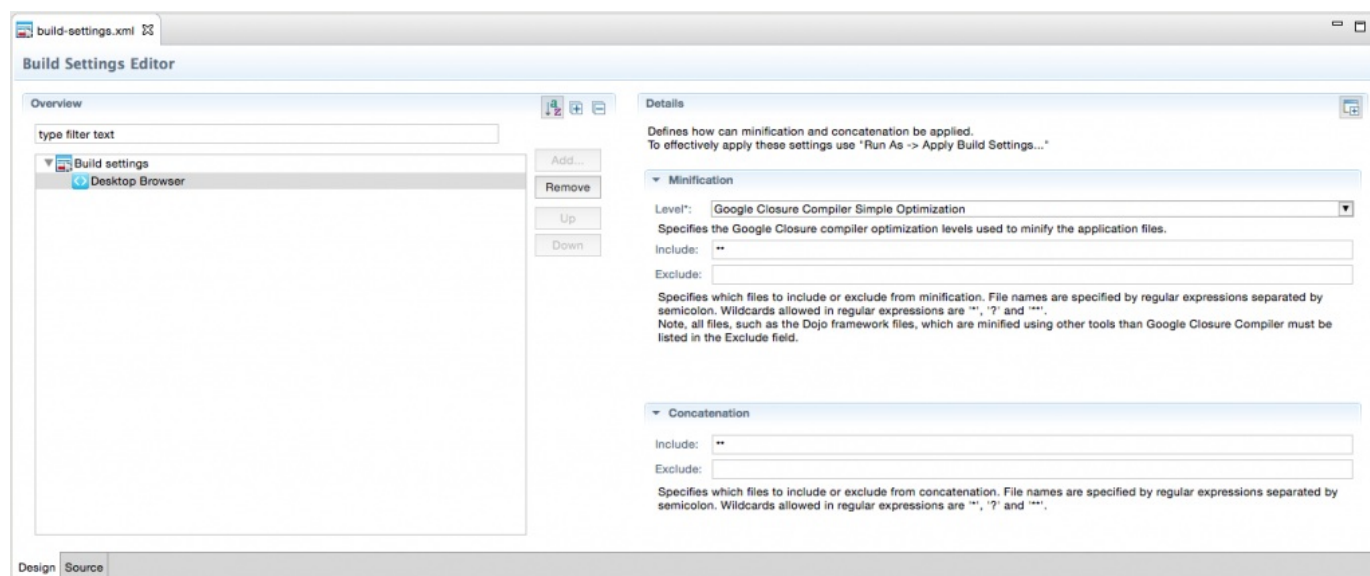 build-settings.xml
Build Settings Editor
Overview
type filter text
Build settings
Desktop Browser
Add...
Remove
Up
Down
Details
Defines how can minification and concatenation be applied.
To effectively apply these settings use "Run As -> Apply Build Settings..."
Minification
Level*: Google Closure Compiler Simple Optimization
Specifies the Google Closure compiler optimization levels used to minify the application files.
Include: **
Exclude:
Specifies which files to include or exclude from minification. File names are specified by regular expressions separated by
semicolon. Wildcards allowed in regular expressions are '*', '?' and '**'.
Note, all files, such as the Dojo framework files, which are minified using other tools than Google Closure Compiler must be
listed in the Exclude field.
Concatenation
Include: **
Exclude:
Specifies which files to include or exclude from concatenation. File names are specified by regular expressions separated by
semicolon. Wildcards allowed in regular expressions are '*', '?' and '**'.
Design Source